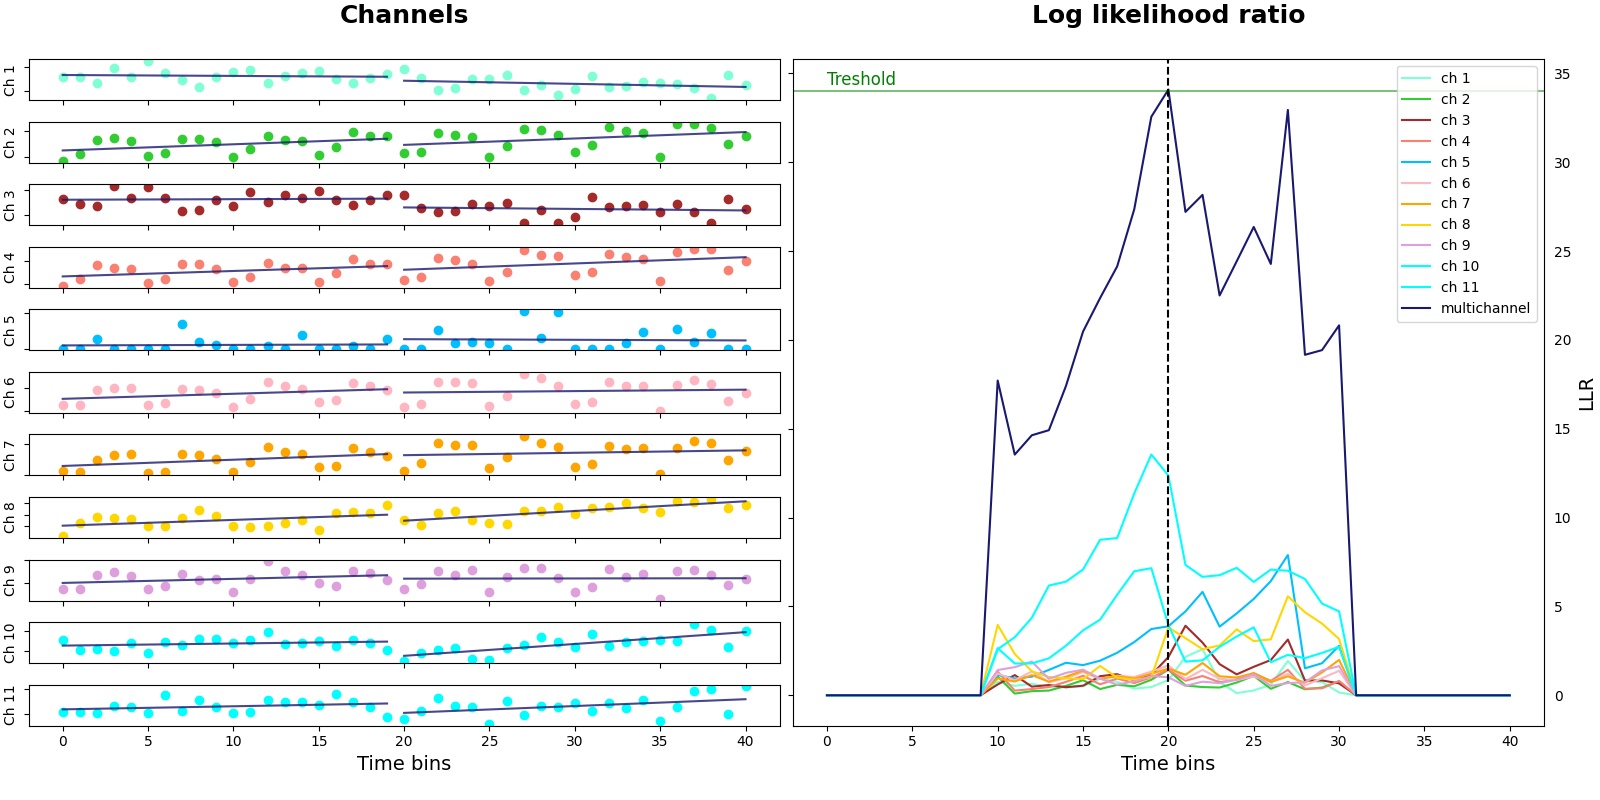 Channels
Ch 1
Ch 2
Ch 3
Ch 4
Ch 5
Ch 6
Ch 7
Ch 8
Ch 9
Ch 10
Ch 11
0 5 10 15 20 25 30 35 40
Time bins
Log likelihood ratio
Treshold
ch 1
ch 2
ch 3
ch 4
ch 5
ch 6
ch 7
ch 8
ch 9
ch 10
ch 11
multichannel
35
30
25
20
15
10
5
0
LLR
0 5 10 15 20 25 30 35 40
Time bins